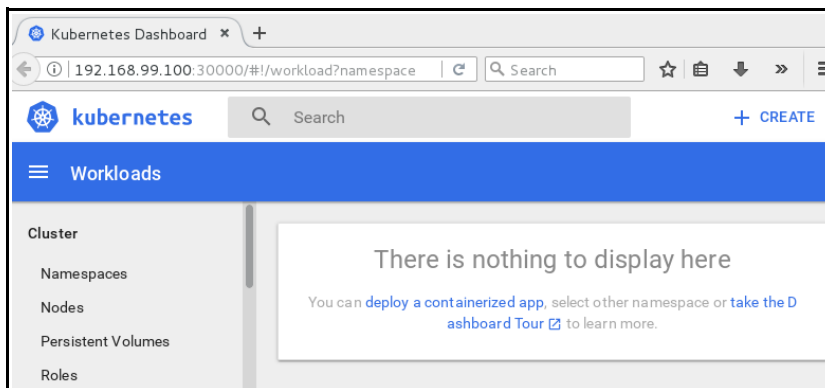 Kubernetes Dashboard × +
192.168.99.100:30000/#!/workload?namespace Search
kubernetes Search + CREATE
Workloads
Cluster
Namespaces
Nodes
Persistent Volumes
Roles
There is nothing to display here
You can deploy a containerized app, select other namespace or take the D
ashboard Tour to learn more.